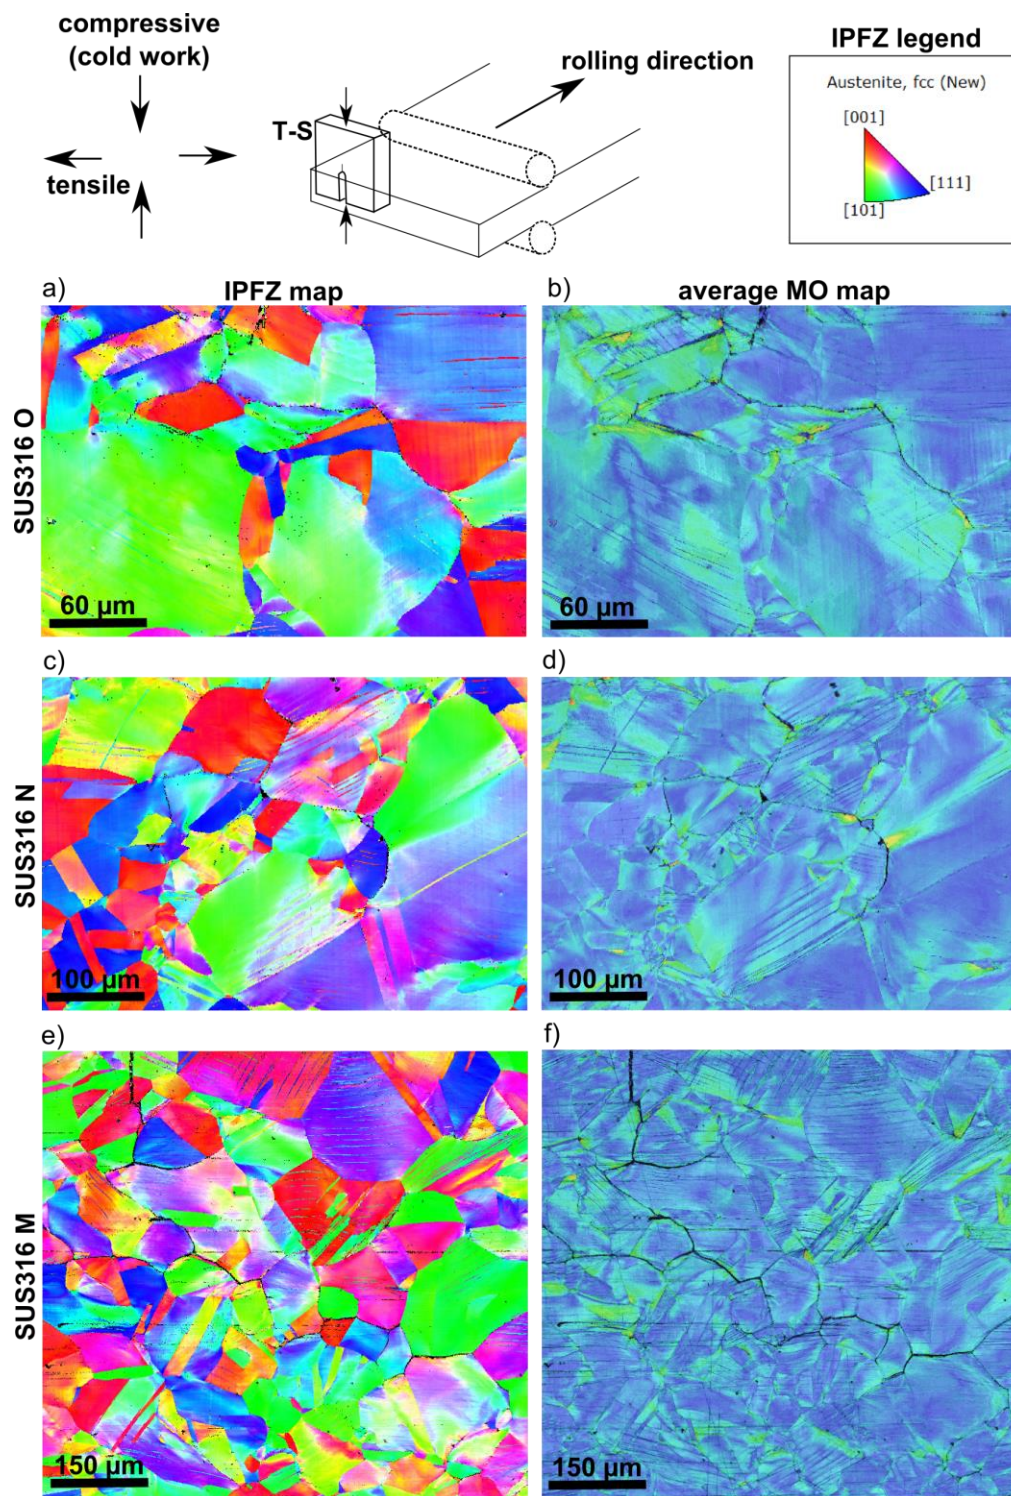 compressive
(cold work)
tensile
T-S
rolling direction
IPFZ legend
Austenite, fcc (New)
[001]
[111]
[101]
a)
IPFZ map
b)
average MO map
SUS316 O
60 µm
60 µm
c)
d)
SUS316 N
100 µm
100 µm
e)
f)
SUS316 M
150 µm
150 µm